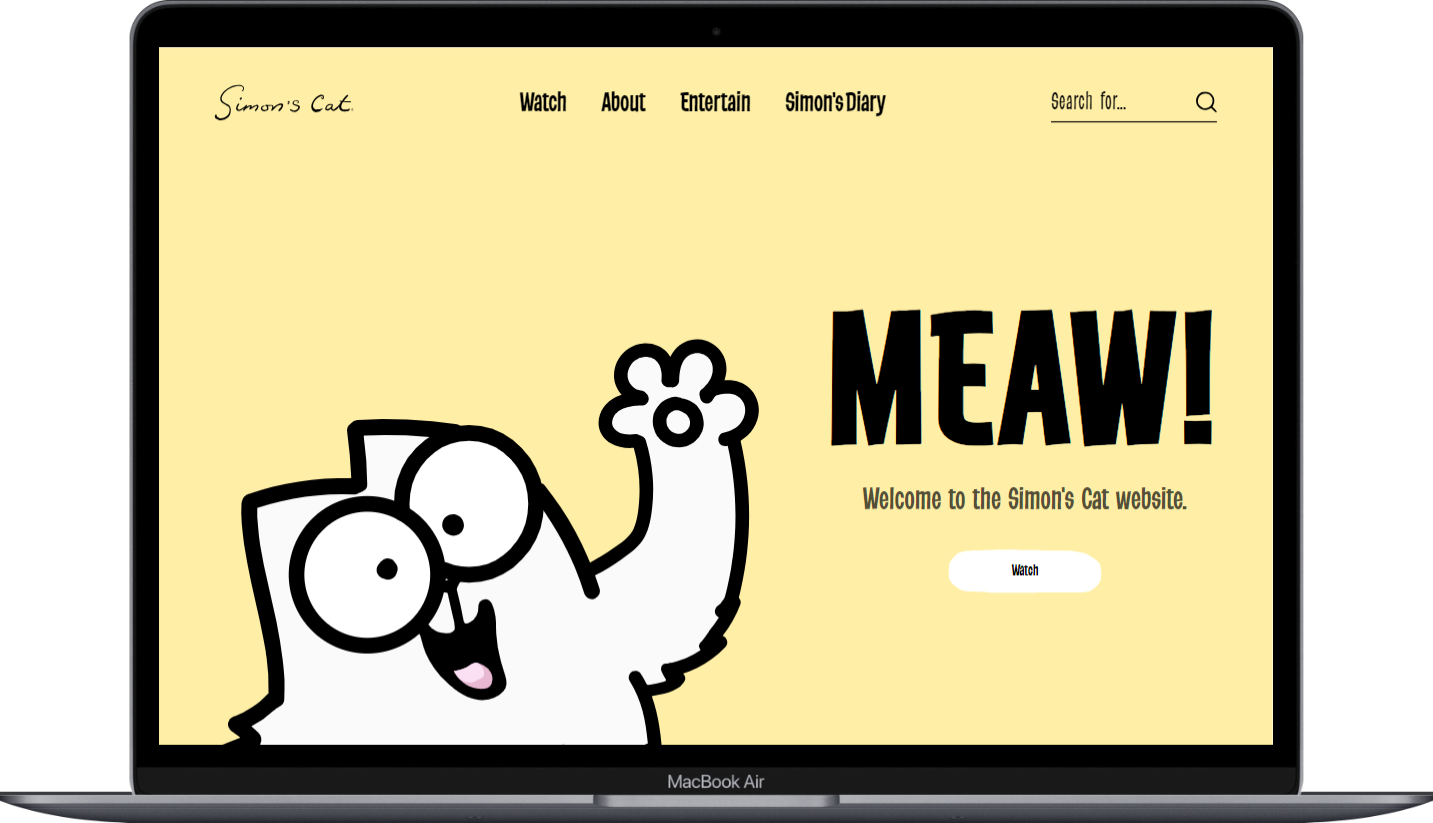 Simon's Cat
Watch About Entertain Simon's Diary Search for...
MEAW!
Welcome to the Simon's Cat website.
Watch
MacBook Air